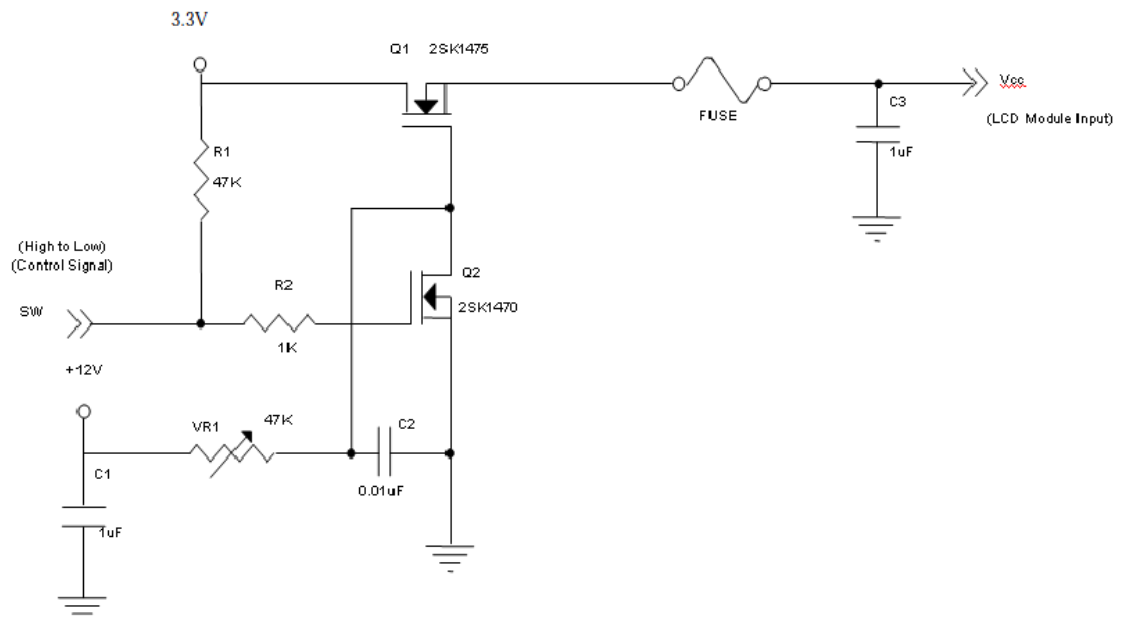 3.3V
Q1 2SK1475
FUSE
C3
1uF
Vcc
(LCD Module Input)
R1
47K
(High to Low)
(Control Signal)
SW
R2
1K
Q2
2SK1470
+12V
VR1
47K
C2
0.01uF
C1
1uF